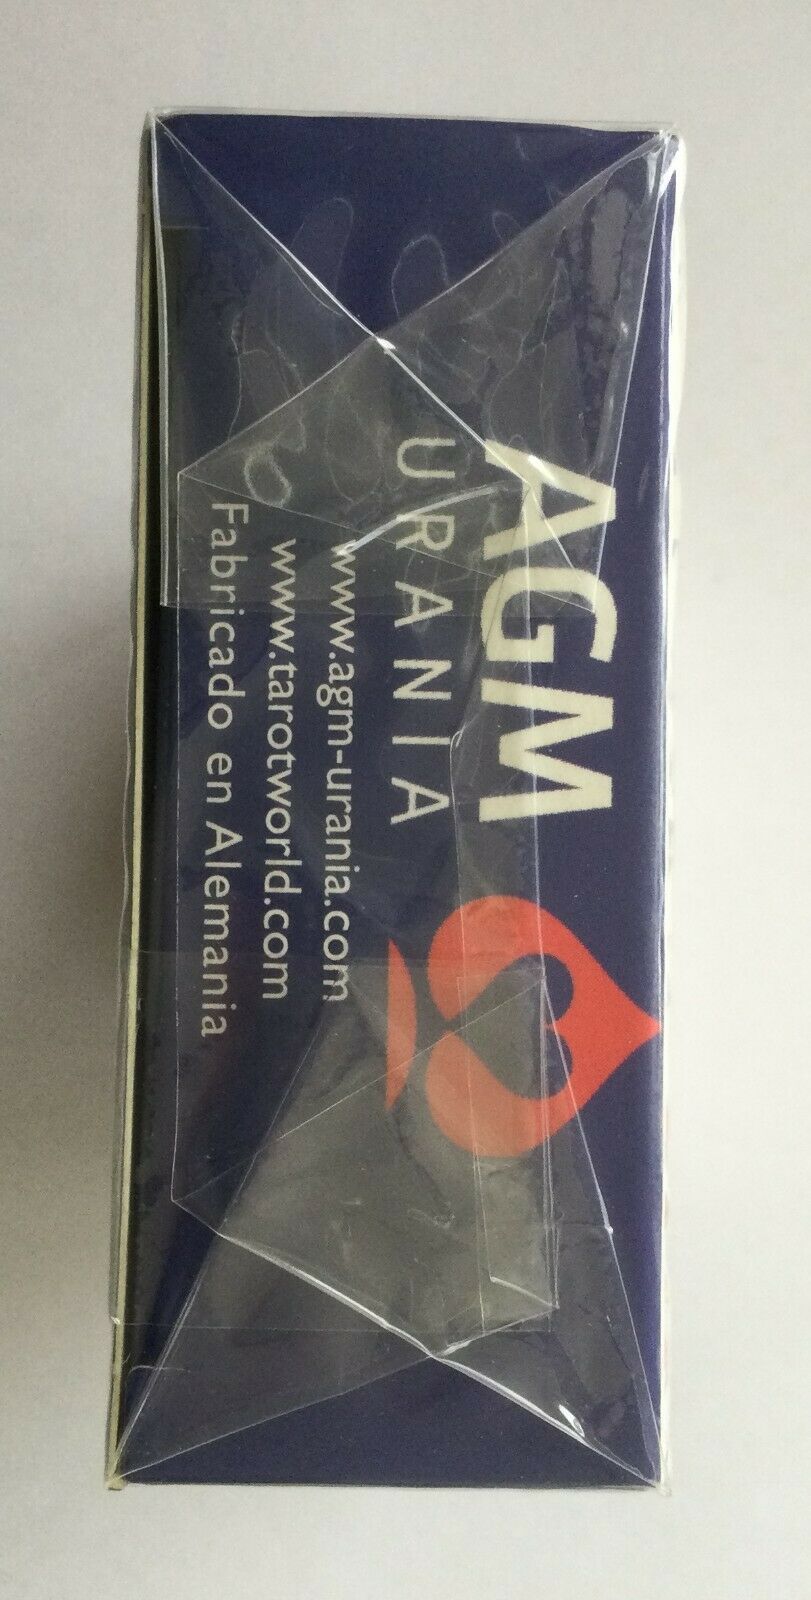 AGM
URANIA
www.agm-urania.com
www.tarotworld.com
Fabricado en Alemania